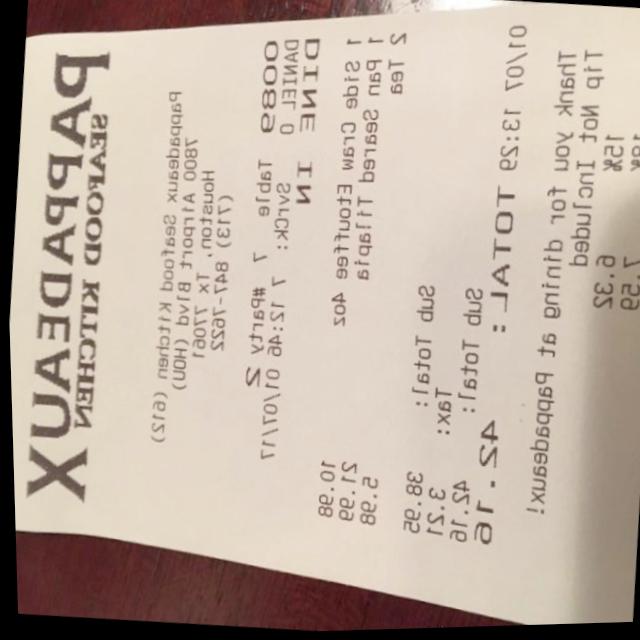 PAPPADEAUX
SEAFOOD KITCHEN
Pappadeaux Seafood Kitchen (612)
7800 Airport Blvd (HOU)
Houston, Tx 77061
(713) 847-7622
0089 Table 7 #Party 2
DANIEL O SvrCk: 7 12:46 01/07/17
DINE IN
1 Side Craw Etouffee 4oz 10.98
1 Pan Seared Tilapia 21.99
2 Tea 5.98
Sub Total: 38.95
Tax: 3.21
Sub Total: 42.16
01/07 13:29 TOTAL: 42.16
Thank you for dining at Pappadeaux!
Tip Not Included
15% 6.32
7.59